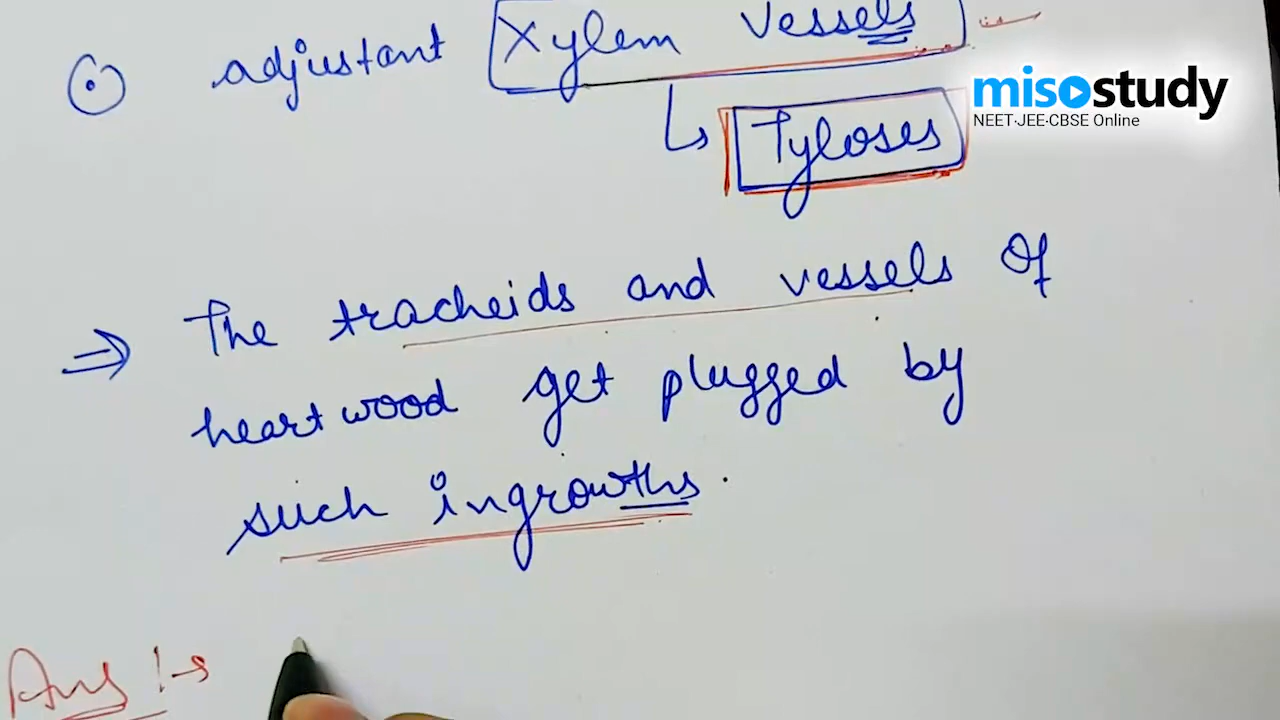 adjustant Xylem Vessels
misostudy
NEET·JEE·CBSE Online
↳ Tyloses
⇒ The tracheids and vessels Of
heartwood get plugged by
such ingrowths.
Ans :→